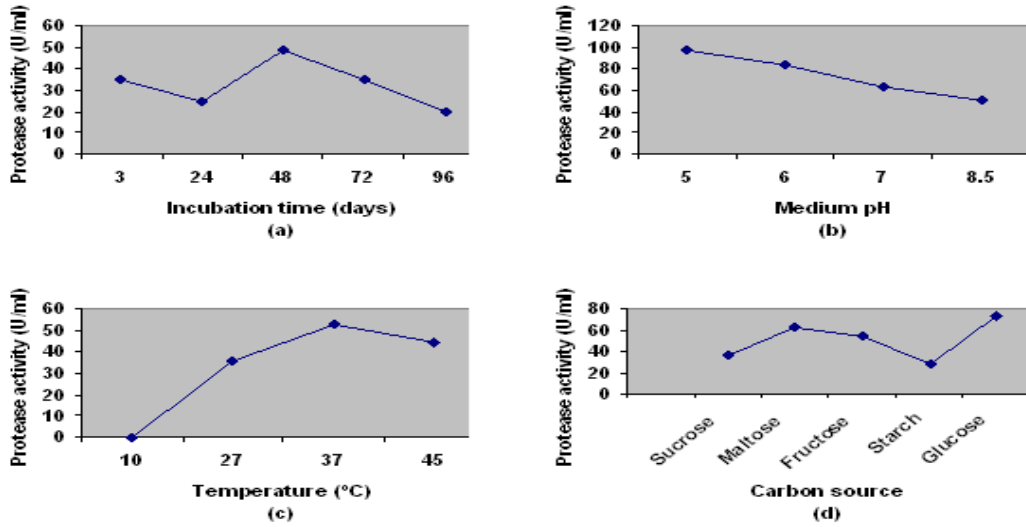 Protease activity (U/ml)
60
50
40
30
20
10
0
3 24 48 72 96
Incubation time (days)
(a)
Protease activity (U/ml)
120
100
80
60
40
20
0
5 6 7 8.5
Medium pH
(b)
Protease activity (U/ml)
60
50
40
30
20
10
0
10 27 37 45
Temperature (ºC)
(c)
Protease activity (U/ml)
80
60
40
20
0
Sucrose
Maltose
Fructose
Starch
Glucose
Carbon source
(d)